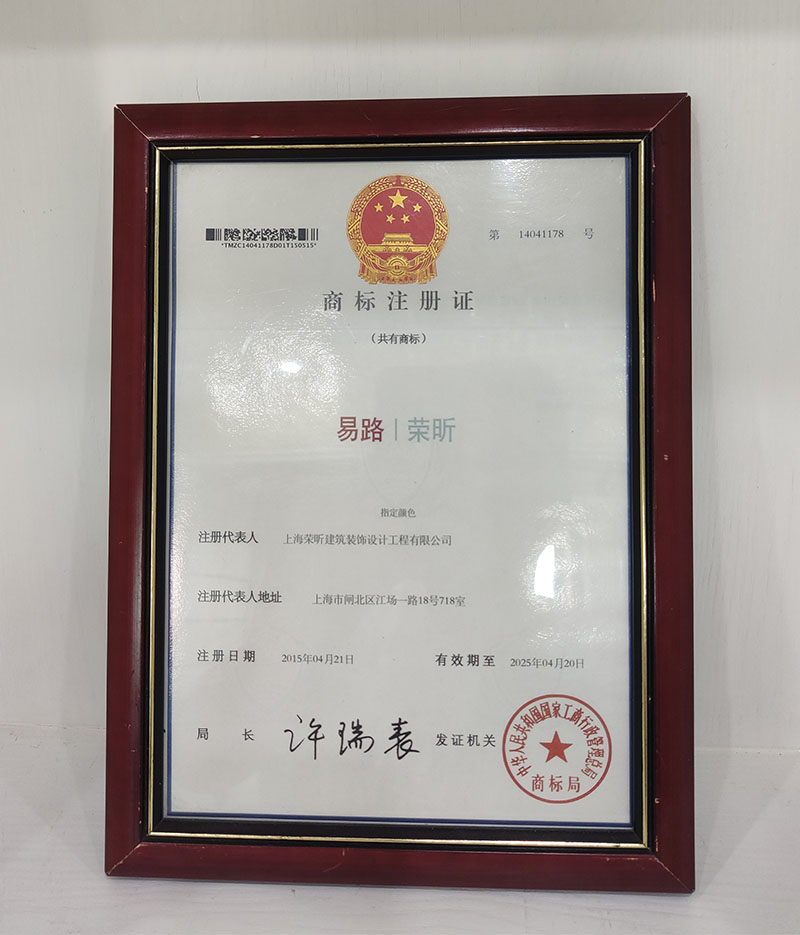 *TMZC14041178D01T150515*
第 14041178 号
商标注册证
（共有商标）
易路 | 荣昕
指定颜色
注册代表人 上海荣昕建筑装饰设计工程有限公司
注册代表人地址 上海市闸北区江场一路18号718室
注册日期 2015年04月21日 有效期至 2025年04月20日
局长 许瑞表 发证机关
中华人民共和国国家工商行政管理总局
商标局